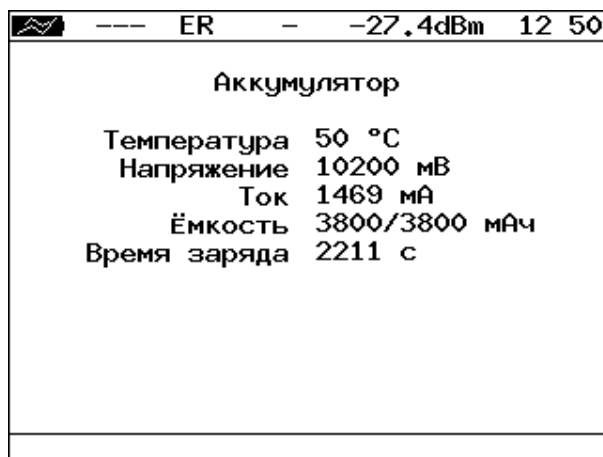 --- ER - -27.4dBm 12 50
Аккумулятор
Температура 50 °C
Напряжение 10200 мВ
Ток 1469 мА
Ёмкость 3800/3800 мАч
Время заряда 2211 с